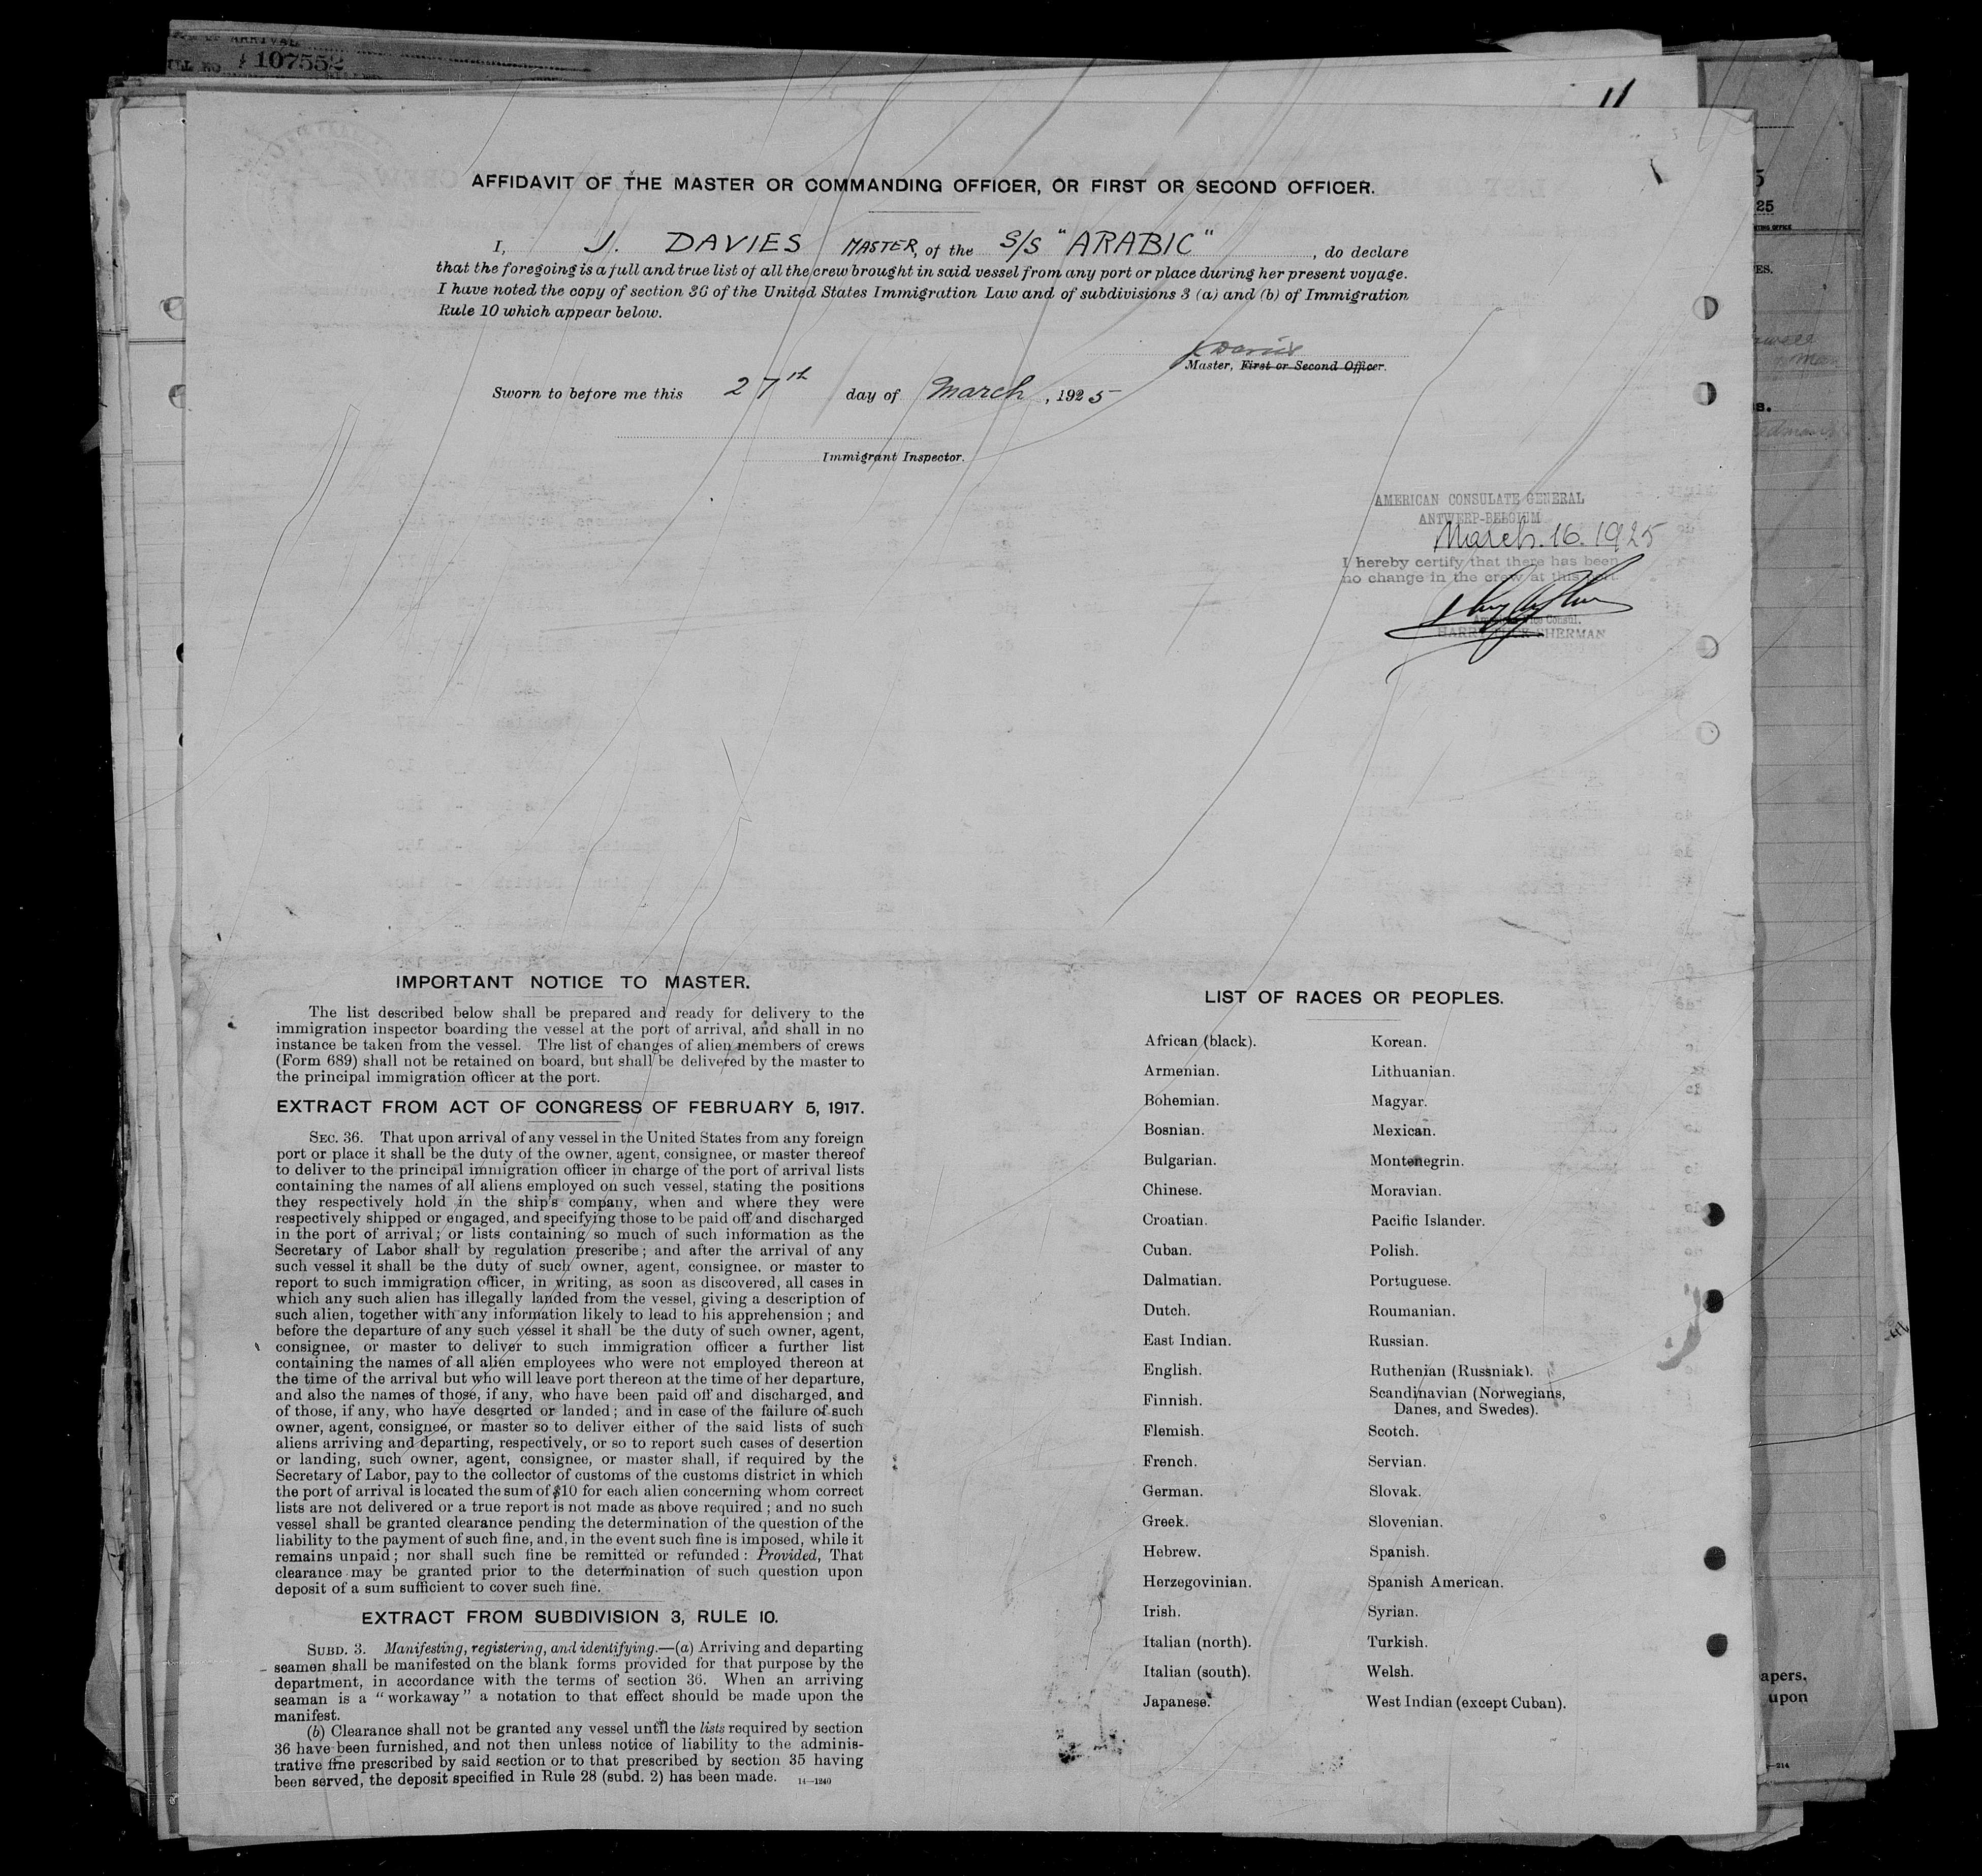 107552
11
AFFIDAVIT OF THE MASTER OR COMMANDING OFFICER, OR FIRST OR SECOND OFFICER.
I, J. DAVIES MASTER, of the S/S "ARABIC", do declare
that the foregoing is a full and true list of all the crew brought in said vessel from any port or place during her present voyage.
I have noted the copy of section 36 of the United States Immigration Law and of subdivisions 3 (a) and (b) of Immigration
Rule 10 which appear below.
J Davies
Master, First or Second Officer.
Sworn to before me this 27th day of March, 1925
Immigrant Inspector.
AMERICAN CONSULATE GENERAL
ANTWERP-BELGIUM
March. 16. 1925
I hereby certify that there has been
no change in the crew at this port.
Consul.
HARRY SHERMAN
IMPORTANT NOTICE TO MASTER.
The list described below shall be prepared and ready for delivery to the
immigration inspector boarding the vessel at the port of arrival, and shall in no
instance be taken from the vessel. The list of changes of alien members of crews
(Form 689) shall not be retained on board, but shall be delivered by the master to
the principal immigration officer at the port.
EXTRACT FROM ACT OF CONGRESS OF FEBRUARY 5, 1917.
SEC. 36. That upon arrival of any vessel in the United States from any foreign
port or place it shall be the duty of the owner, agent, consignee, or master thereof
to deliver to the principal immigration officer in charge of the port of arrival lists
containing the names of all aliens employed on such vessel, stating the positions
they respectively hold in the ship's company, when and where they were
respectively shipped or engaged, and specifying those to be paid off and discharged
in the port of arrival; or lists containing so much of such information as the
Secretary of Labor shall by regulation prescribe; and after the arrival of any
such vessel it shall be the duty of such owner, agent, consignee, or master to
report to such immigration officer, in writing, as soon as discovered, all cases in
which any such alien has illegally landed from the vessel, giving a description of
such alien, together with any information likely to lead to his apprehension; and
before the departure of any such vessel it shall be the duty of such owner, agent,
consignee, or master to deliver to such immigration officer a further list
containing the names of all alien employees who were not employed thereon at
the time of the arrival but who will leave port thereon at the time of her departure,
and also the names of those, if any, who have been paid off and discharged, and
of those, if any, who have deserted or landed; and in case of the failure of such
owner, agent, consignee, or master so to deliver either of the said lists of such
aliens arriving and departing, respectively, or so to report such cases of desertion
or landing, such owner, agent, consignee, or master shall, if required by the
Secretary of Labor, pay to the collector of customs of the customs district in which
the port of arrival is located the sum of $10 for each alien concerning whom correct
lists are not delivered or a true report is not made as above required; and no such
vessel shall be granted clearance pending the determination of the question of the
liability to the payment of such fine, and, in the event such fine is imposed, while it
remains unpaid; nor shall such fine be remitted or refunded: Provided, That
clearance may be granted prior to the determination of such question upon
deposit of a sum sufficient to cover such fine.
EXTRACT FROM SUBDIVISION 3, RULE 10.
SUBD. 3. Manifesting, registering, and identifying.—(a) Arriving and departing
seamen shall be manifested on the blank forms provided for that purpose by the
department, in accordance with the terms of section 36. When an arriving
seaman is a "workaway" a notation to that effect should be made upon the
manifest.
(b) Clearance shall not be granted any vessel until the lists required by section
36 have been furnished, and not then unless notice of liability to the adminis-
trative fine prescribed by said section or to that prescribed by section 35 having
been served, the deposit specified in Rule 28 (subd. 2) has been made. 14—1240
LIST OF RACES OR PEOPLES.
African (black).
Armenian.
Bohemian.
Bosnian.
Bulgarian.
Chinese.
Croatian.
Cuban.
Dalmatian.
Dutch.
East Indian.
English.
Finnish.
Flemish.
French.
German.
Greek.
Hebrew.
Herzegovinian.
Irish.
Italian (north).
Italian (south).
Japanese.
Korean.
Lithuanian.
Magyar.
Mexican.
Montenegrin.
Moravian.
Pacific Islander.
Polish.
Portuguese.
Roumanian.
Russian.
Ruthenian (Russniak).
Scandinavian (Norwegians,
Danes, and Swedes).
Scotch.
Servian.
Slovak.
Slovenian.
Spanish.
Spanish American.
Syrian.
Turkish.
Welsh.
West Indian (except Cuban).
25
apers,
upon
—214